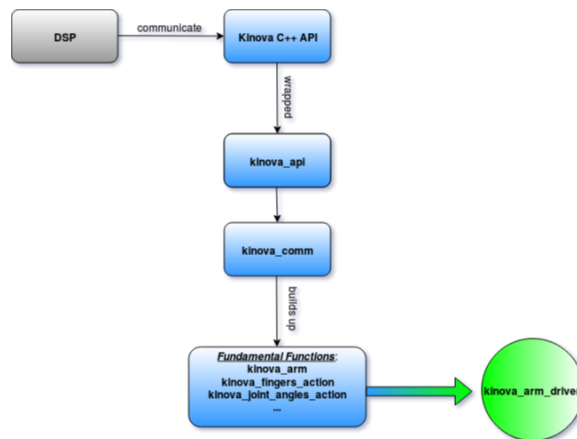 DSP
communicate
Kinova C++ API
wrapped
kinova_api
kinova_comm
builds up
Fundamental Functions:
kinova_arm
kinova_fingers_action
kinova_joint_angles_action
...
kinova_arm_driver